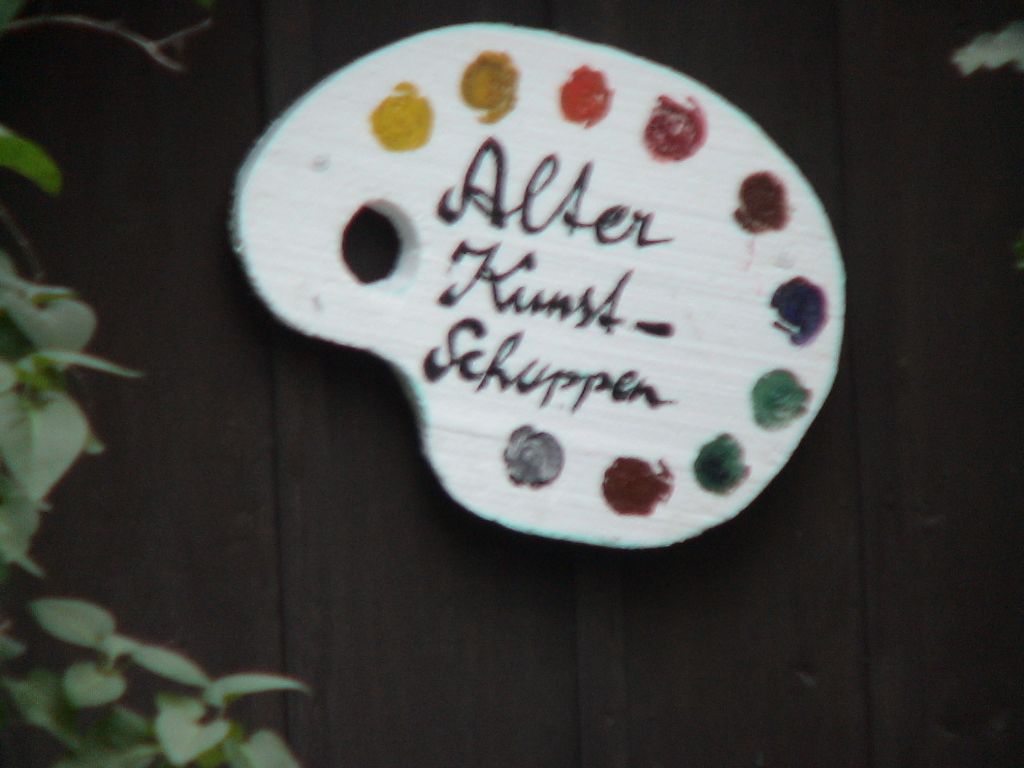 Alter
Kunst-
Schuppen